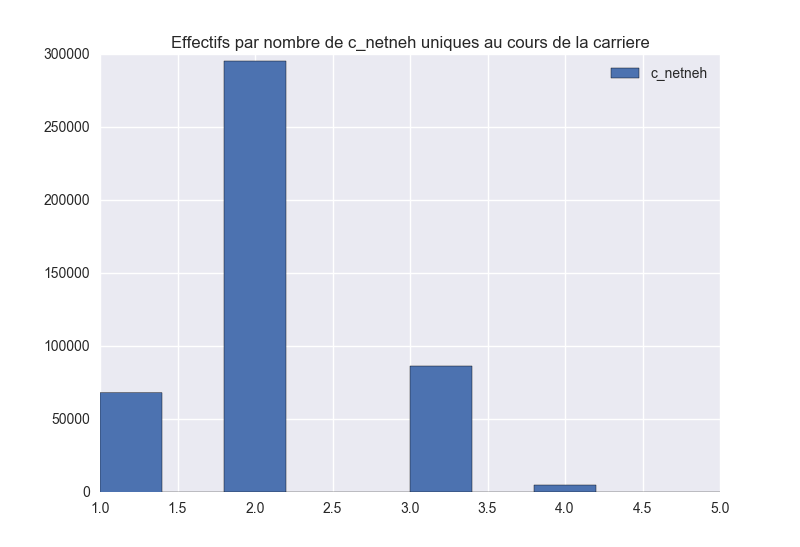 Effectifs par nombre de c_netneh uniques au cours de la carriere
300000
c_netneh
250000
200000
150000
100000
50000
0
1.0 1.5 2.0 2.5 3.0 3.5 4.0 4.5 5.0